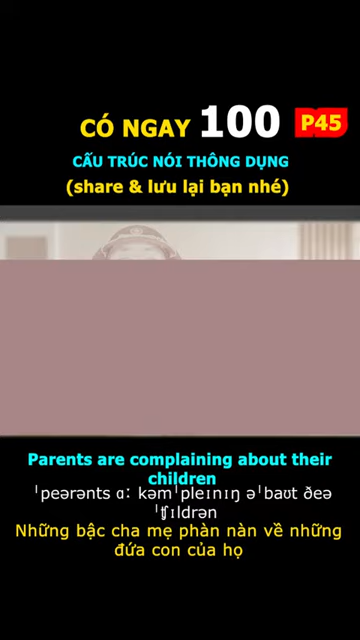 CÓ NGAY 100 P45
CẤU TRÚC NÓI THÔNG DỤNG
(share & lưu lại bạn nhé)
Parents are complaining about their
children
ˈpeərənts ɑː kəmˈpleɪnɪŋ əˈbaʊt ðeə
ˈʧɪldrən
Những bậc cha mẹ phàn nàn về những
đứa con của họ